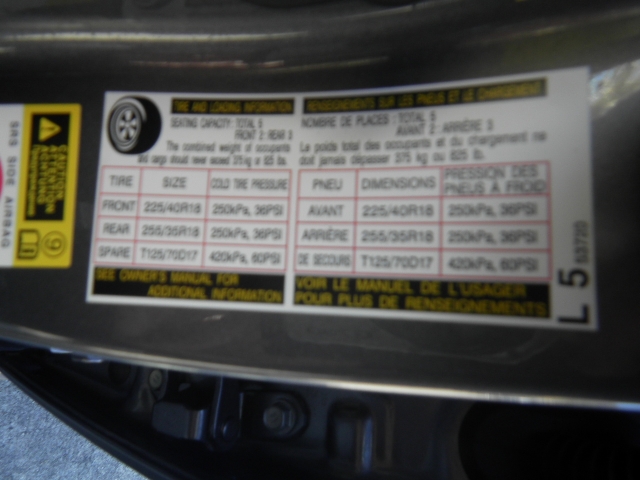 TIRE AND LOADING INFORMATION
SEATING CAPACITY: TOTAL 5
FRONT 2: REAR 3
The combined weight of occupants
and cargo should never exceed 375 kg or 825 lbs.
TIRE SIZE COLD TIRE PRESSURE
FRONT 225/40R18 250kPa, 36PSI
REAR 255/35R18 250kPa, 36PSI
SPARE T125/70D17 420kPa, 60PSI
SEE OWNER'S MANUAL FOR
ADDITIONAL INFORMATION
RENSEIGNEMENTS SUR LES PNEUS ET LE CHARGEMENT
NOMBRE DE PLACES : TOTAL 5
AVANT 2 : ARRIÈRE 3
Le poids total des occupants et du chargement ne
doit jamais dépasser 375 kg ou 825 lb.
PNEU DIMENSIONS PRESSION DES
PNEUS À FROID
AVANT 225/40R18 250kPa, 36PSI
ARRIÈRE 255/35R18 250kPa, 36PSI
DE SECOURS T125/70D17 420kPa, 60PSI
VOIR LE MANUEL DE L'USAGER
POUR PLUS DE RENSEIGNEMENTS
L 5 53720
SRS SIDE AIRBAG